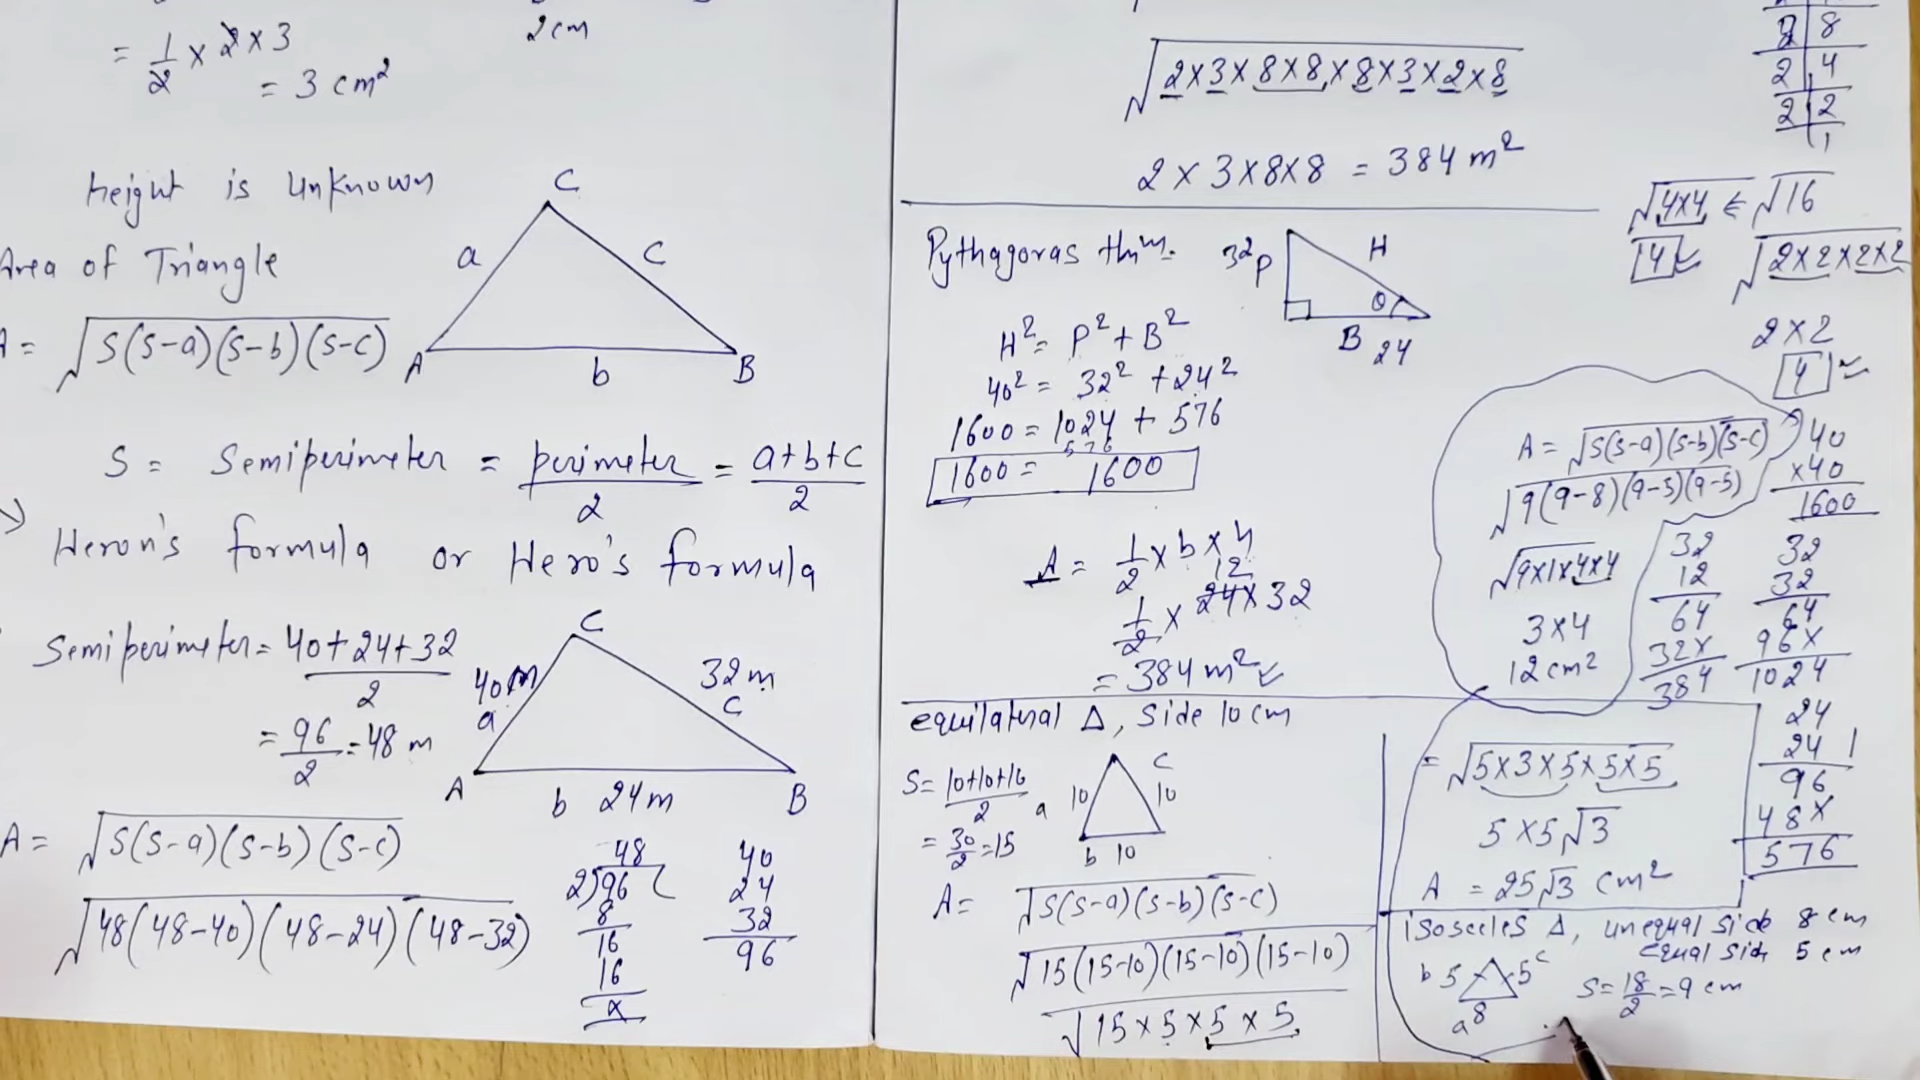 2cm
= 1/2 × 2 × 3
= 3 cm²
height is unknown
Area of Triangle
A = √S(S-a)(S-b)(S-c)
C
a
C
A
b
B
S = Semiperimeter = perimeter/2 = a+b+c/2
Heron's formula or Hero's formula
Semiperimeter = 40+24+32/2
= 96/2 = 48 m
C
40m
a
32m
C
A
b 24m
B
A = √S(S-a)(S-b)(S-c)
√48(48-40)(48-24)(48-32)
48
2)96(
8
16
16
x
40
24
32
96
√2×3×8×8×8×3×2×8
2×3×8×8 = 384 m²
Pythagoras thm.
32 P
H
θ
B 24
H² = P² + B²
40² = 32² + 24²
1600 = 1024 + 576
576
1600 = 1600
A = 1/2 × b × h
12
1/2 × 24×32
= 384 m²
equilateral Δ, Side 10 cm
S = 10+10+10/2
= 30/2 = 15
a 10
C
10
b 10
A = √S(S-a)(S-b)(S-c)
√15(15-10)(15-10)(15-10)
√15×5×5×5
8
2 8
2 4
2 2
1
√4×4 ⇐ √16
4
√2×2×2×2
2×2
4
A = √S(S-a)(S-b)(S-c)
√9(9-8)(9-5)(9-5)
√9×1×4×4
3×4
12cm²
40
×40
1600
32
12
64
32×
384
32
32
64
96×
1024
24
24
96
48×
576
= √5×3×5×5×5
5×5√3
A = 25√3 cm²
isosceles Δ, unequal side 8 cm
equal side 5 cm
b 5
5 C
a 8
S = 18/2 = 9 cm